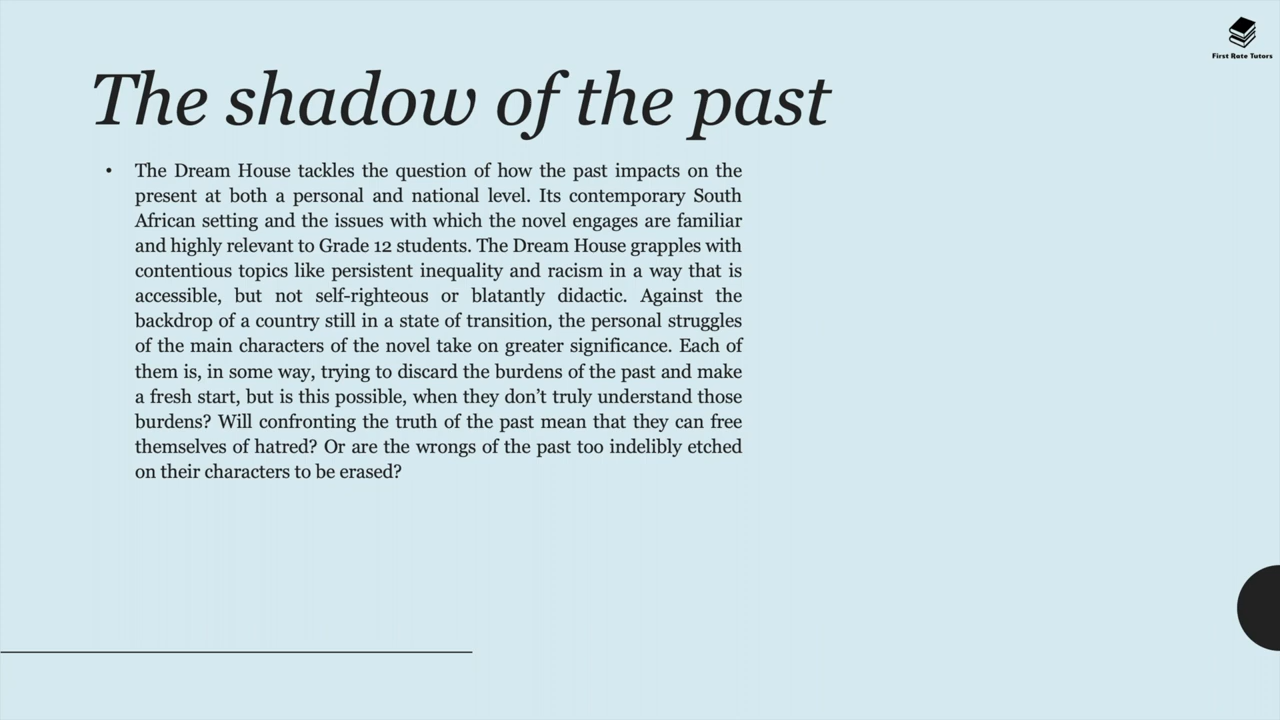 First Rate Tutors
The shadow of the past
• The Dream House tackles the question of how the past impacts on the
present at both a personal and national level. Its contemporary South
African setting and the issues with which the novel engages are familiar
and highly relevant to Grade 12 students. The Dream House grapples with
contentious topics like persistent inequality and racism in a way that is
accessible, but not self-righteous or blatantly didactic. Against the
backdrop of a country still in a state of transition, the personal struggles
of the main characters of the novel take on greater significance. Each of
them is, in some way, trying to discard the burdens of the past and make
a fresh start, but is this possible, when they don’t truly understand those
burdens? Will confronting the truth of the past mean that they can free
themselves of hatred? Or are the wrongs of the past too indelibly etched
on their characters to be erased?